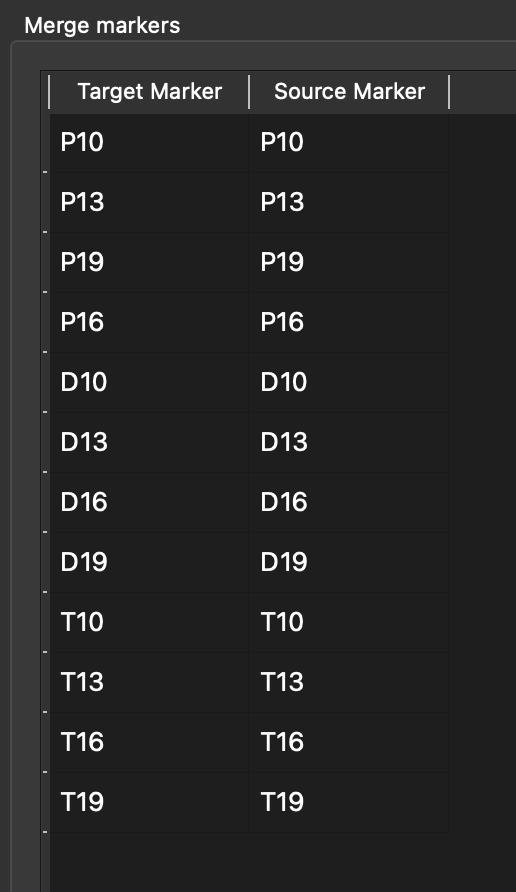 Merge markers
Target Marker Source Marker
P10 P10
P13 P13
P19 P19
P16 P16
D10 D10
D13 D13
D16 D16
D19 D19
T10 T10
T13 T13
T16 T16
T19 T19